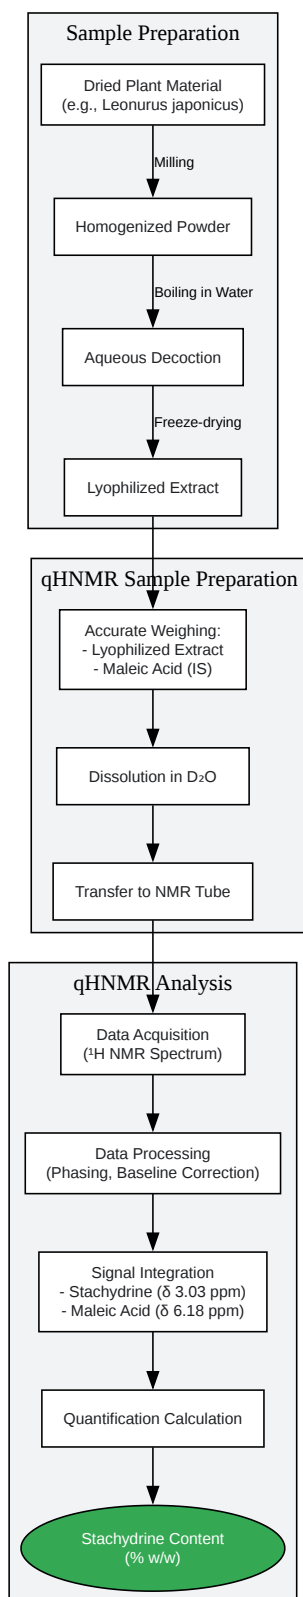 Sample Preparation
Dried Plant Material
(e.g., Leonurus japonicus)
Milling
Homogenized Powder
Boiling in Water
Aqueous Decoction
Freeze-drying
Lyophilized Extract
qHNMR Sample Preparation
Accurate Weighing:
- Lyophilized Extract
- Maleic Acid (IS)
Dissolution in D₂O
Transfer to NMR Tube
qHNMR Analysis
Data Acquisition
(¹H NMR Spectrum)
Data Processing
(Phasing, Baseline Correction)
Signal Integration
- Stachydrine (δ 3.03 ppm)
- Maleic Acid (δ 6.18 ppm)
Quantification Calculation
Stachydrine Content
(% w/w)